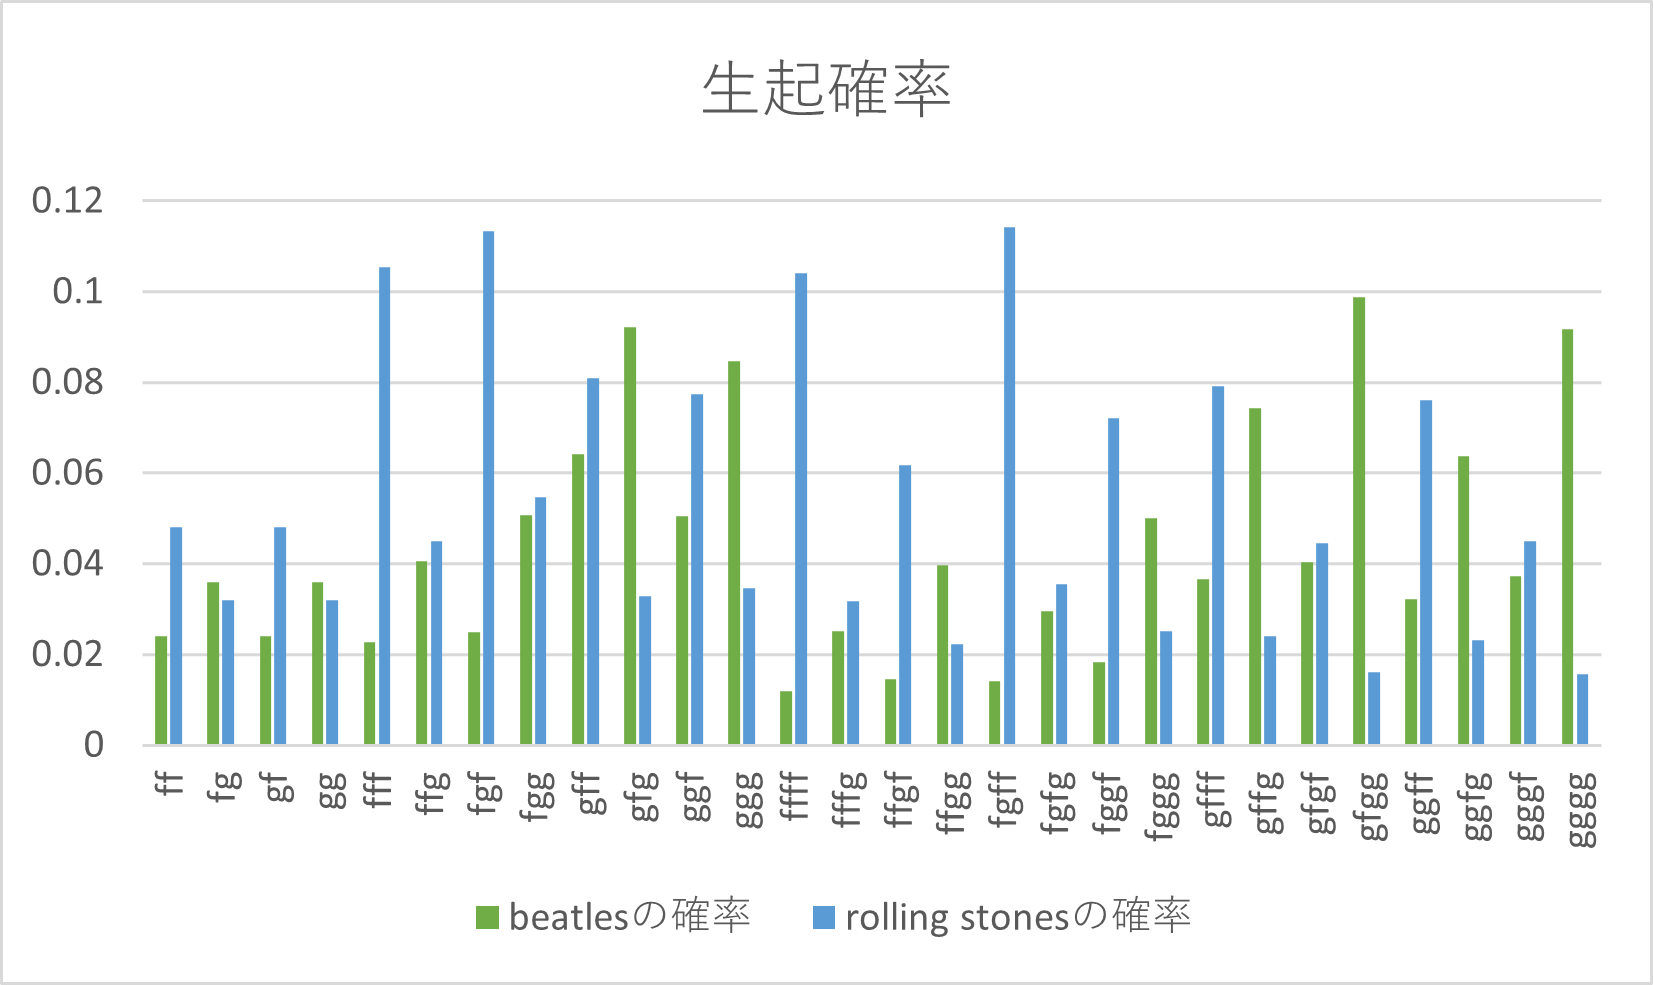 生起確率
0.12
0.1
0.08
0.06
0.04
0.02
0
ff fg gf gg fff ffg fgf fgg gff gfg ggf ggg ffff fffg ffgf ffgg fgff fgfg fggf fggg gfff gffg gfgf gfgg ggff ggfg gggf gggg
beatlesの確率 rolling stonesの確率